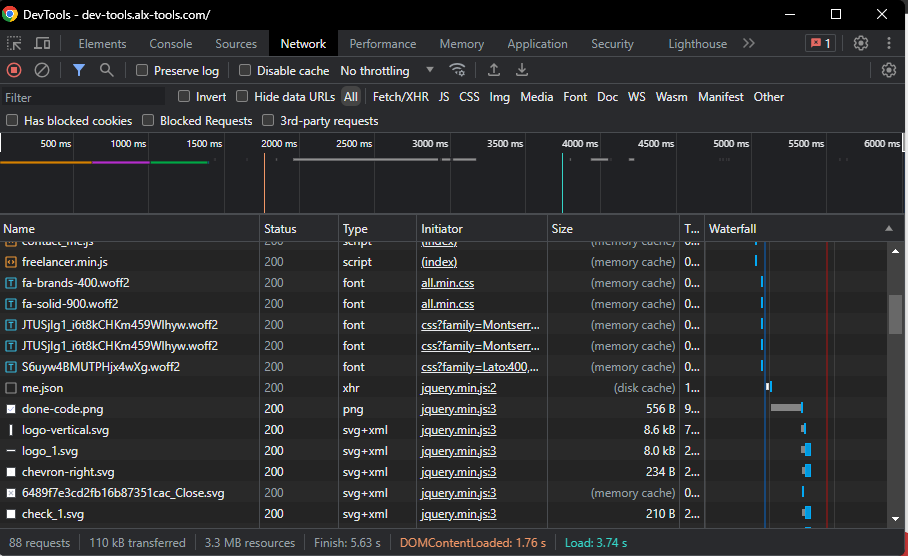 DevTools - dev-tools.alx-tools.com/
Elements Console Sources Network Performance Memory Application Security Lighthouse 1
Preserve log Disable cache No throttling
Filter Invert Hide data URLs All Fetch/XHR JS CSS Img Media Font Doc WS Wasm Manifest Other
Has blocked cookies Blocked Requests 3rd-party requests
500 ms 1000 ms 1500 ms 2000 ms 2500 ms 3000 ms 3500 ms 4000 ms 4500 ms 5000 ms 5500 ms 6000 ms
Name Status Type Initiator Size T... Waterfall
contact_me.js 200 script (index) (memory cache) 0...
freelancer.min.js 200 script (index) (memory cache) 0...
fa-brands-400.woff2 200 font all.min.css (memory cache) 0...
fa-solid-900.woff2 200 font all.min.css (memory cache) 0...
JTUSjIg1_i6t8kCHKm459Wlhyw.woff2 200 font css?family=Montserr... (memory cache) 0...
JTUSjIg1_i6t8kCHKm459Wlhyw.woff2 200 font css?family=Montserr... (memory cache) 0...
S6uyw4BMUTPHjx4wXg.woff2 200 font css?family=Lato:400,... (memory cache) 0...
me.json 200 xhr jquery.min.js:2 (disk cache) 1...
done-code.png 200 png jquery.min.js:3 556 B 9...
logo-vertical.svg 200 svg+xml jquery.min.js:3 8.6 kB 7...
logo_1.svg 200 svg+xml jquery.min.js:3 8.0 kB 2...
chevron-right.svg 200 svg+xml jquery.min.js:3 234 B 2...
6489f7e3cd2fb16b87351cac_Close.svg 200 svg+xml jquery.min.js:3 (memory cache) 0...
check_1.svg 200 svg+xml jquery.min.js:3 210 B 2...
88 requests 110 kB transferred 3.3 MB resources Finish: 5.63 s DOMContentLoaded: 1.76 s Load: 3.74 s